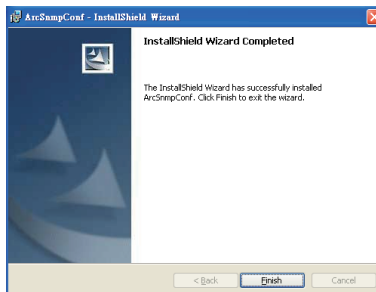 ArcSnmpConf - InstallShield Wizard
InstallShield Wizard Completed
The InstallShield Wizard has successfully installed
ArcSnmpConf. Click Finish to exit the wizard.
< Back
Finish
Cancel